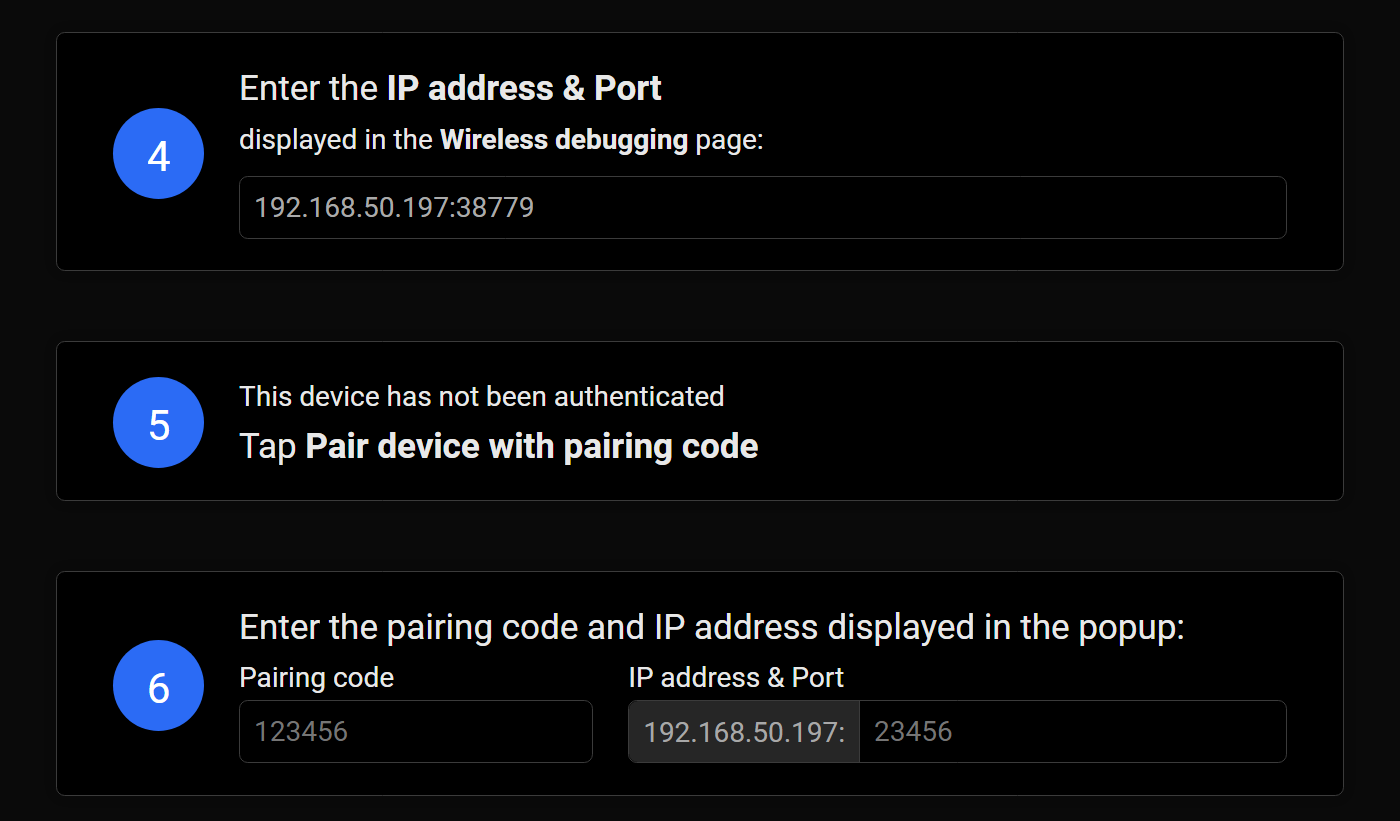 4
Enter the IP address & Port
displayed in the Wireless debugging page:
192.168.50.197:38779
5
This device has not been authenticated
Tap Pair device with pairing code
6
Enter the pairing code and IP address displayed in the popup:
Pairing code
IP address & Port
123456
192.168.50.197:
23456